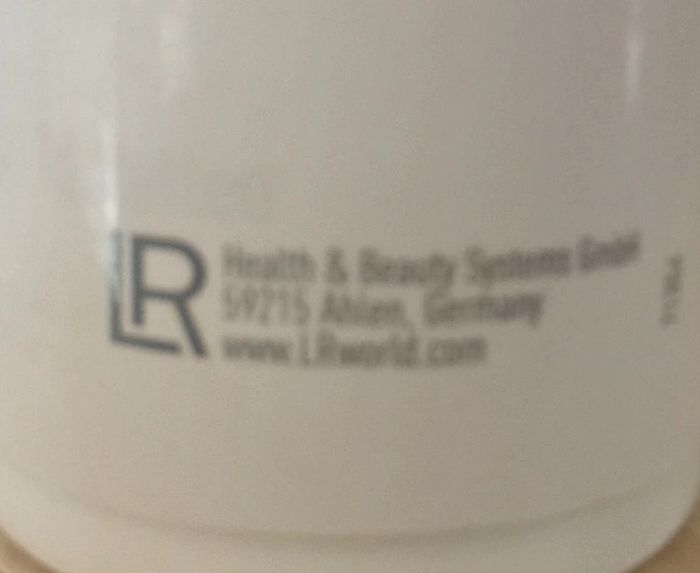 LR
Health & Beauty Systems GmbH
59215 Ahlen, Germany
www.LRworld.com